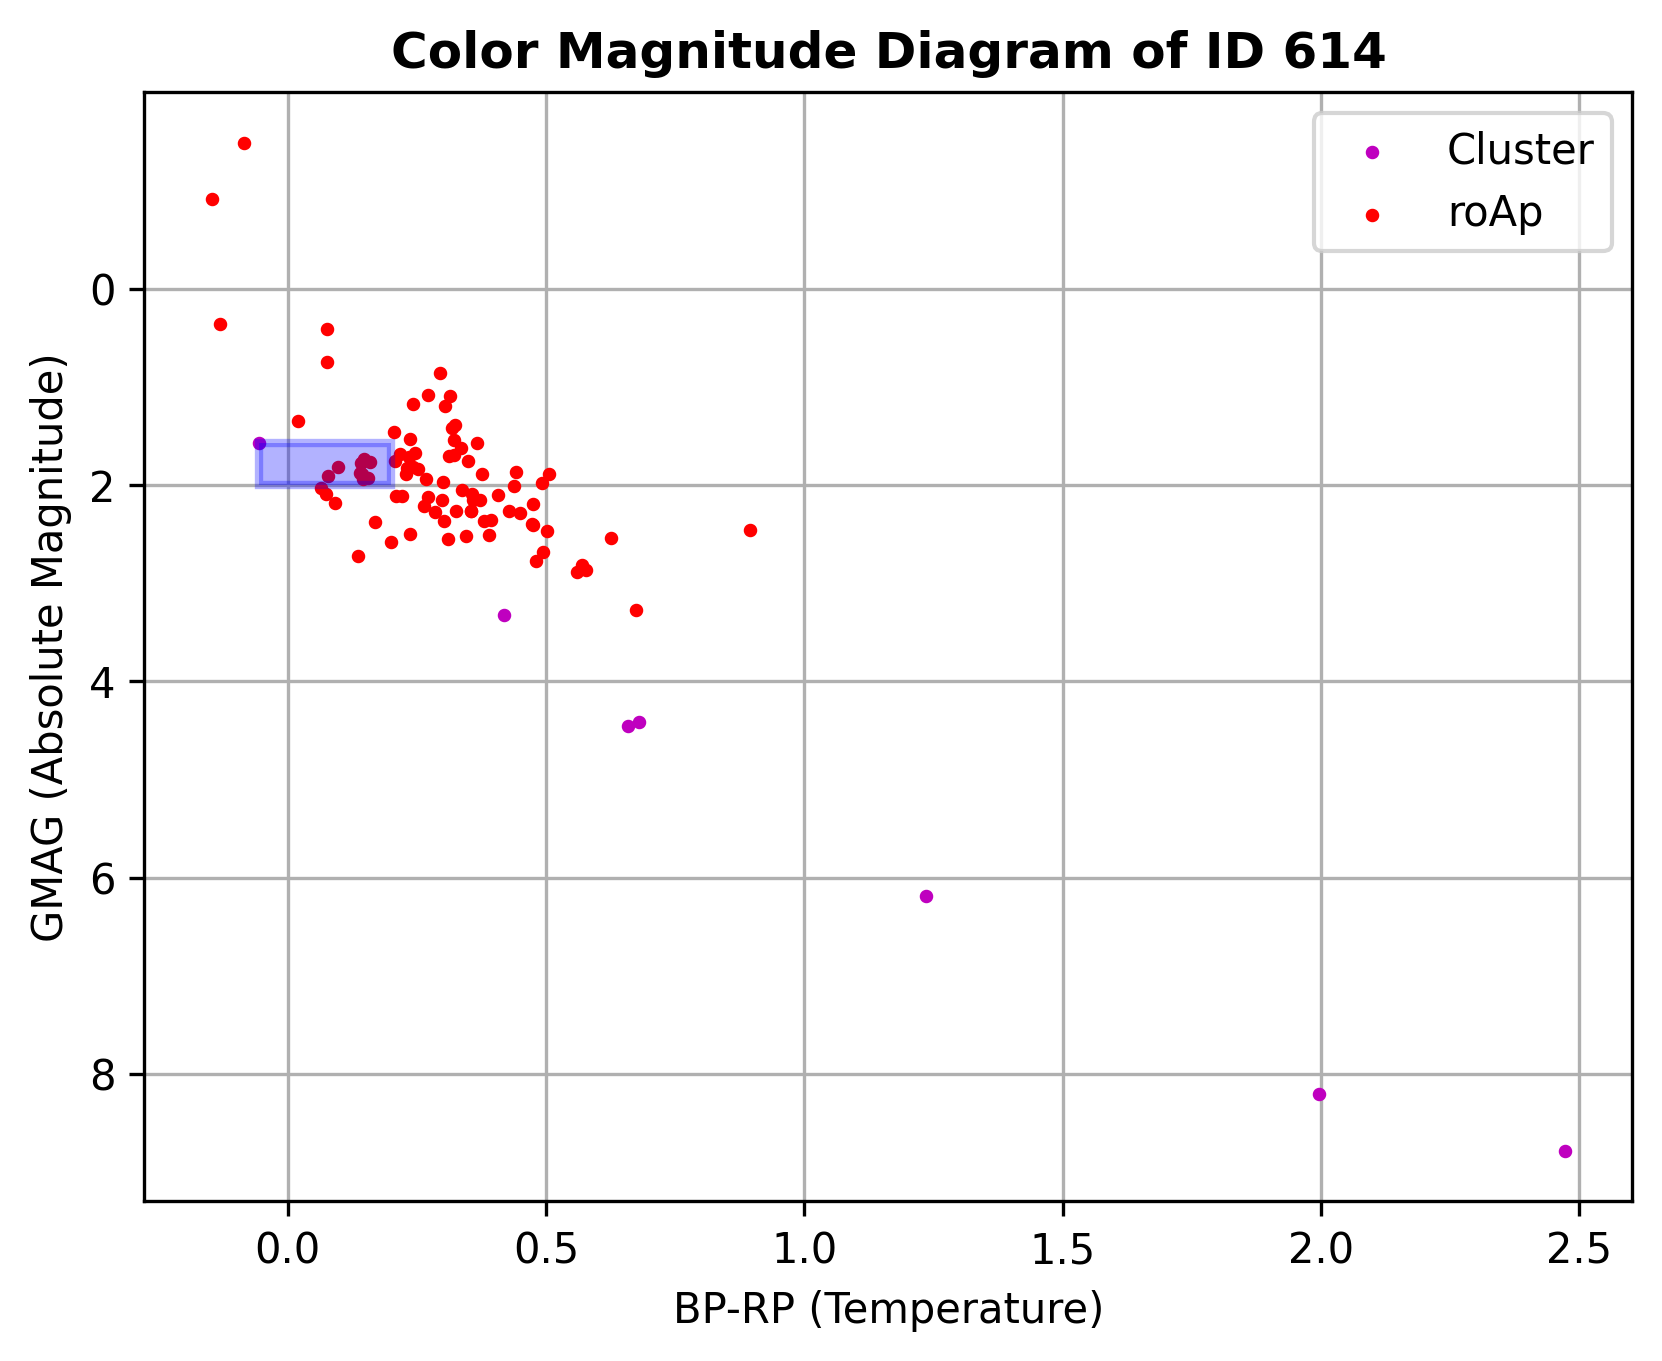 Color Magnitude Diagram of ID 614
Cluster
roAp
GMAG (Absolute Magnitude)
0
2
4
6
8
0.0 0.5 1.0 1.5 2.0 2.5
BP-RP (Temperature)